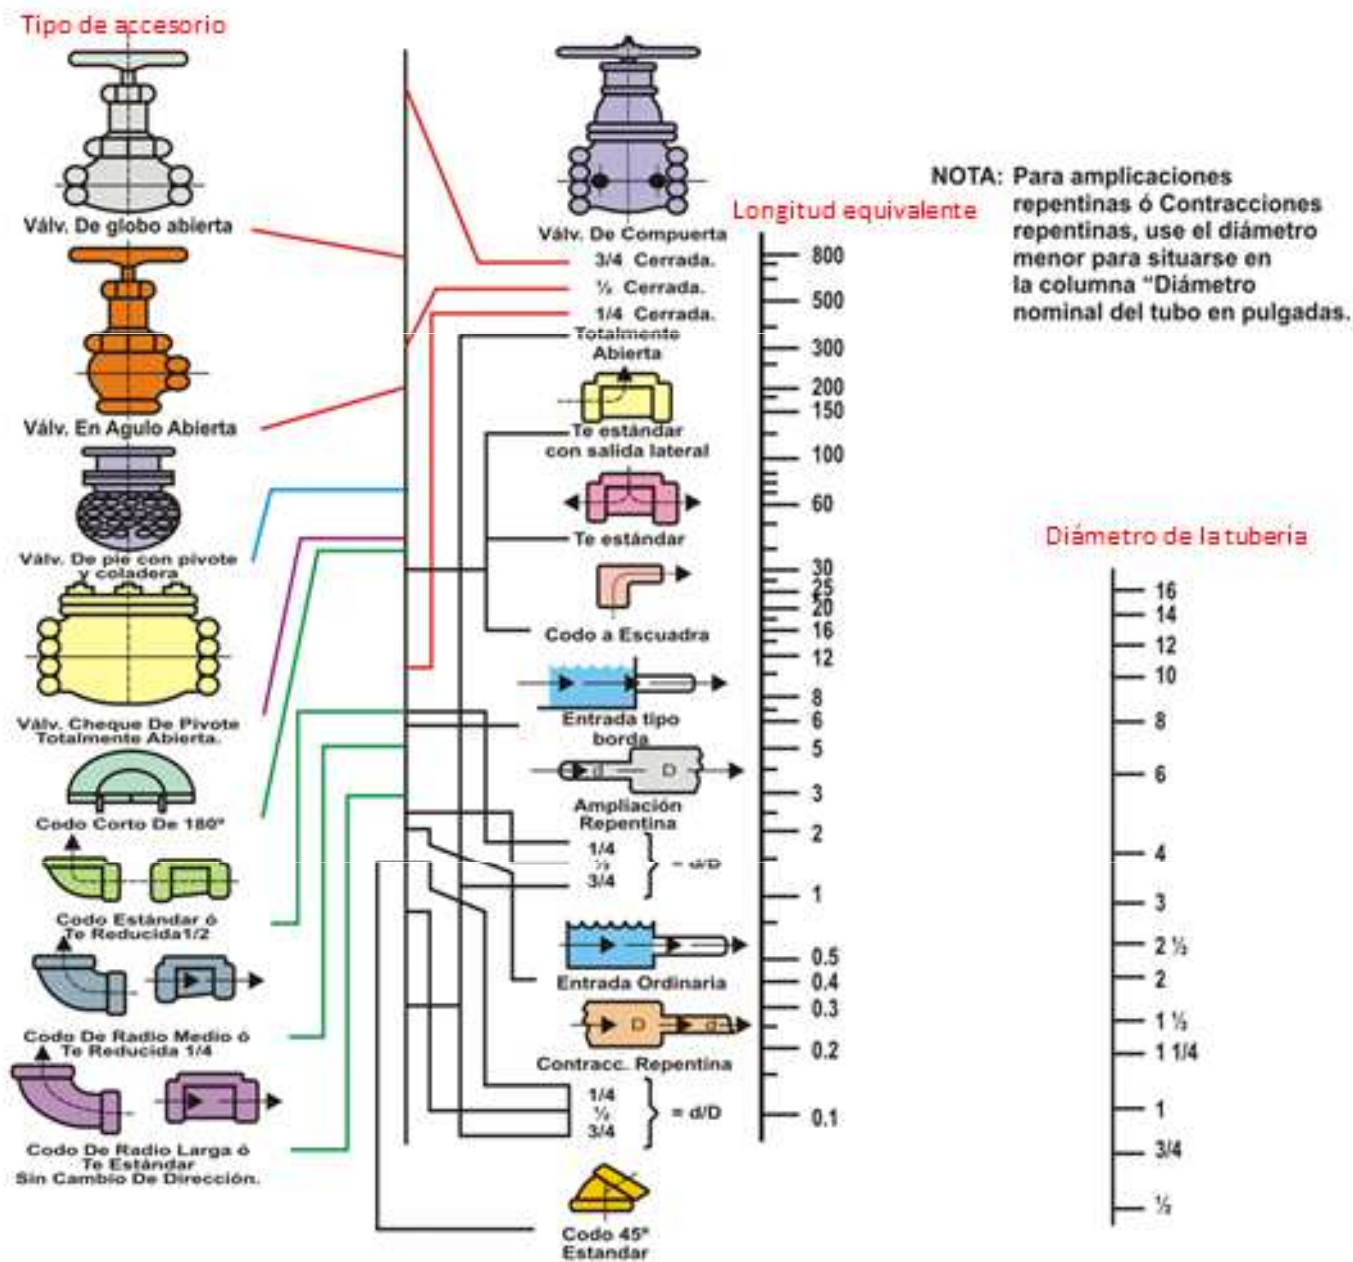 Tipo de accesorio
Válv. De globo abierta
Válv. En Agulo Abierta
Válv. De pie con pivote
y coladera
Válv. Cheque De Pivote
Totalmente Abierta.
Codo Corto De 180º
Codo Estándar ó
Te Reducida1/2
Codo De Radio Medio ó
Te Reducida 1/4
Codo De Radio Larga ó
Te Estándar
Sin Cambio De Dirección.
Válv. De Compuerta
3/4 Cerrada.
½ Cerrada.
1/4 Cerrada.
Totalmente
Abierta
Te estándar
con salida lateral
Te estándar
Codo a Escuadra
Entrada tipo
borda
d D
Ampliación
Repentina
1/4
½
3/4
= d/D
Entrada Ordinaria
D d
Contracc. Repentina
1/4
½
3/4
= d/D
Codo 45º
Estandar
Longitud equivalente
800
500
300
200
150
100
60
30
25
20
16
12
8
6
5
3
2
1
0.5
0.4
0.3
0.2
0.1
NOTA: Para amplicaciones
repentinas ó Contracciones
repentinas, use el diámetro
menor para situarse en
la columna “Diámetro
nominal del tubo en pulgadas.
Diámetro de la tubería
16
14
12
10
8
6
4
3
2 ½
2
1 ½
1 1/4
1
3/4
½